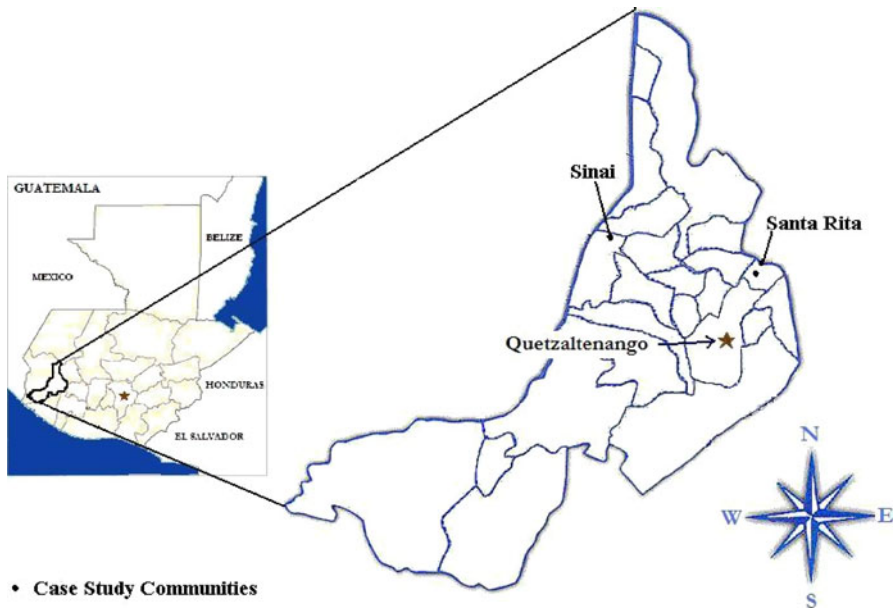 GUATEMALA
BELIZE
MEXICO
HONDURAS
EL SALVADOR
Sinai
Santa Rita
Quetzaltenango
N
W
E
S
• Case Study Communities